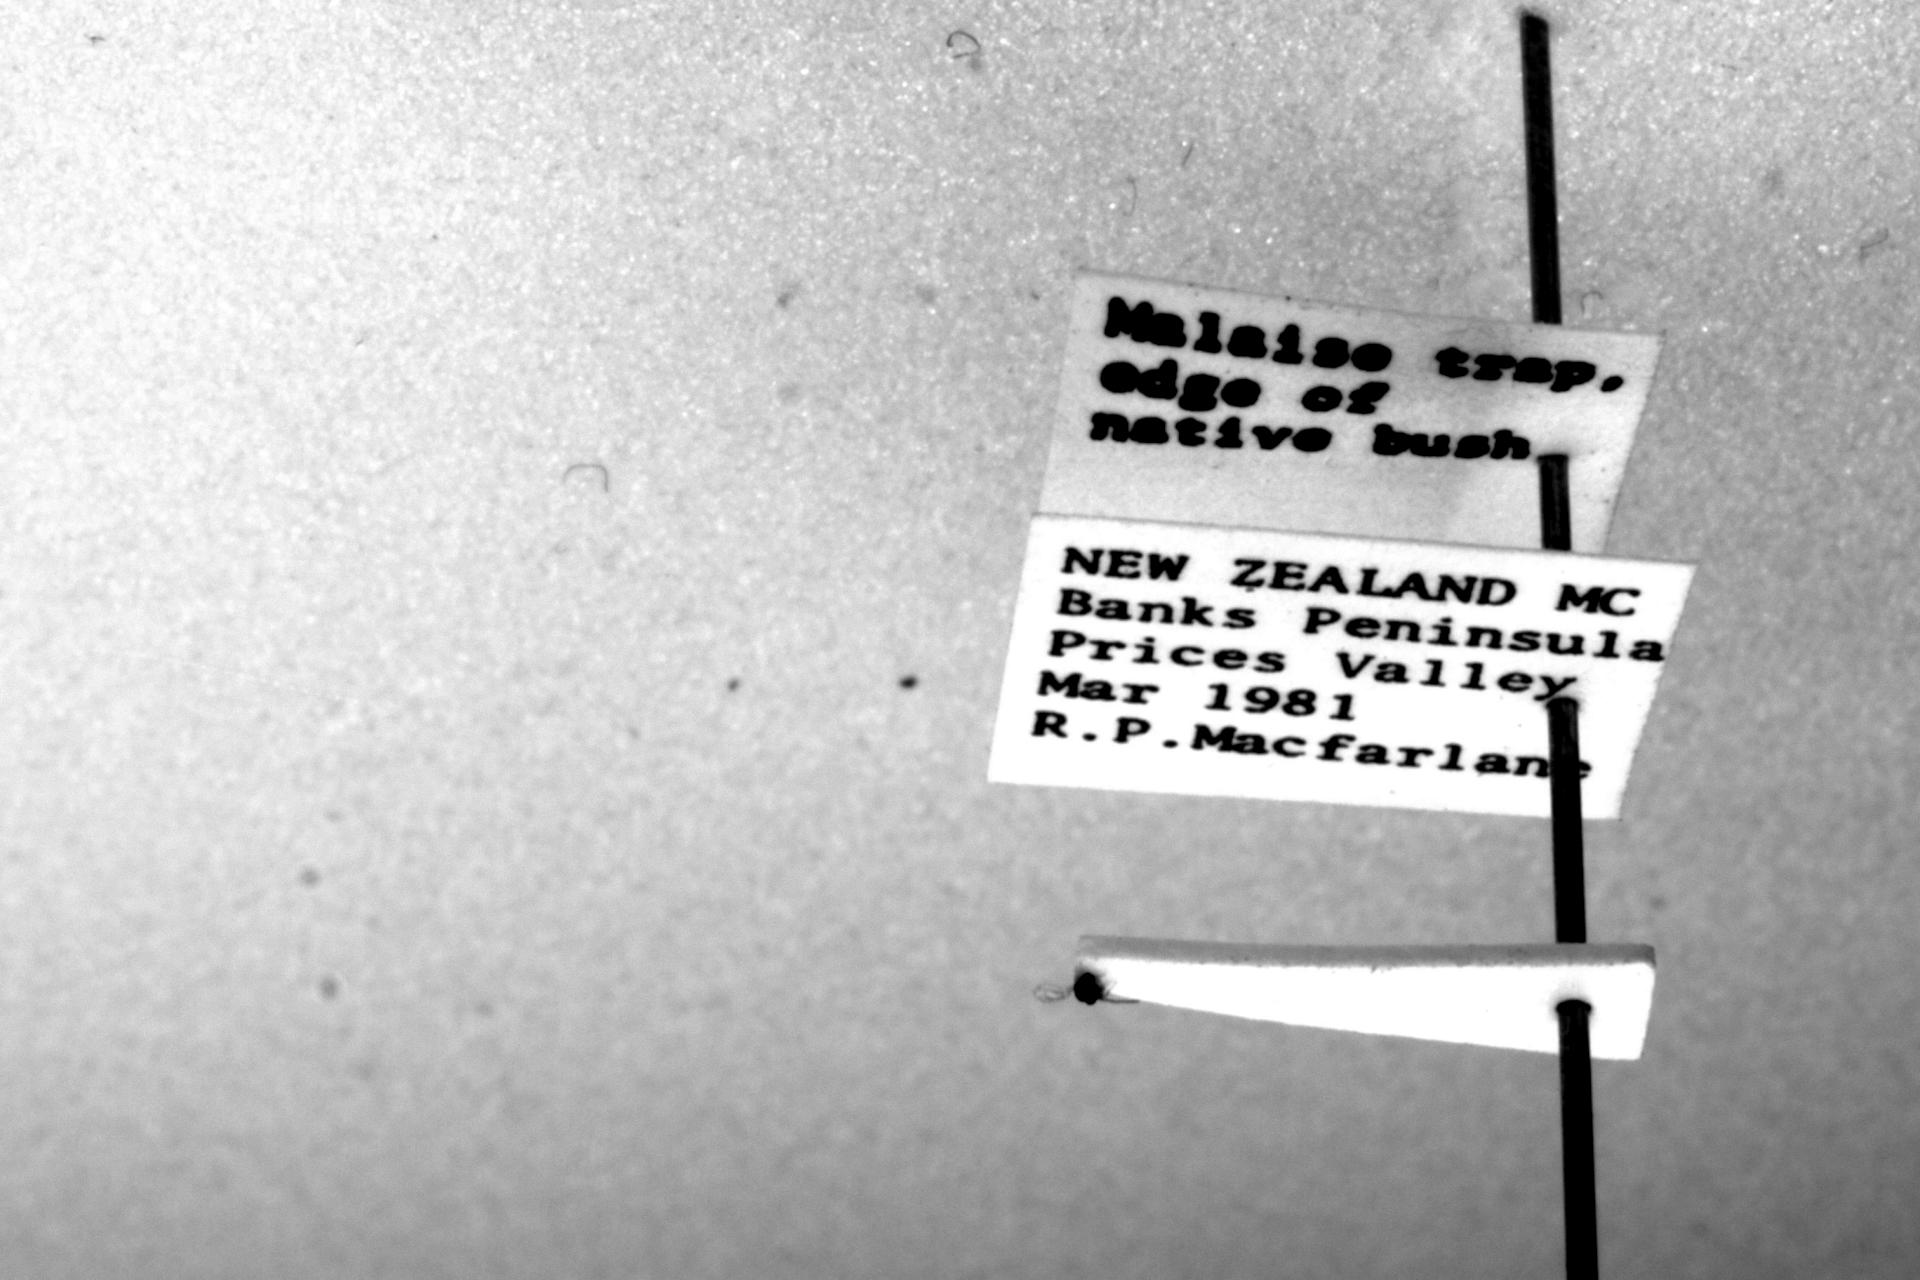 Malaise trap,
edge of
native bush
NEW ZEALAND MC
Banks Peninsula
Prices Valley
Mar 1981
R.P.Macfarlane